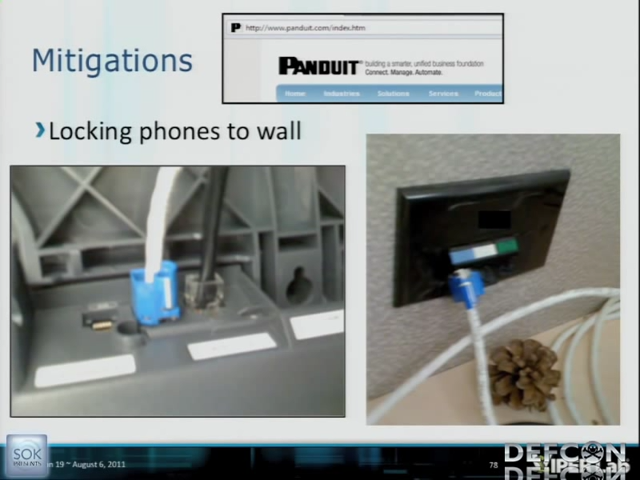 http://www.panduit.com/index.htm
Mitigations
PANDUIT
building a smarter, unified business foundation
Connect. Manage. Automate.
Home Industries Solutions Services Product
Locking phones to wall
SOK
PRESENTS
n 19 ~ August 6, 2011
78
DEFCON